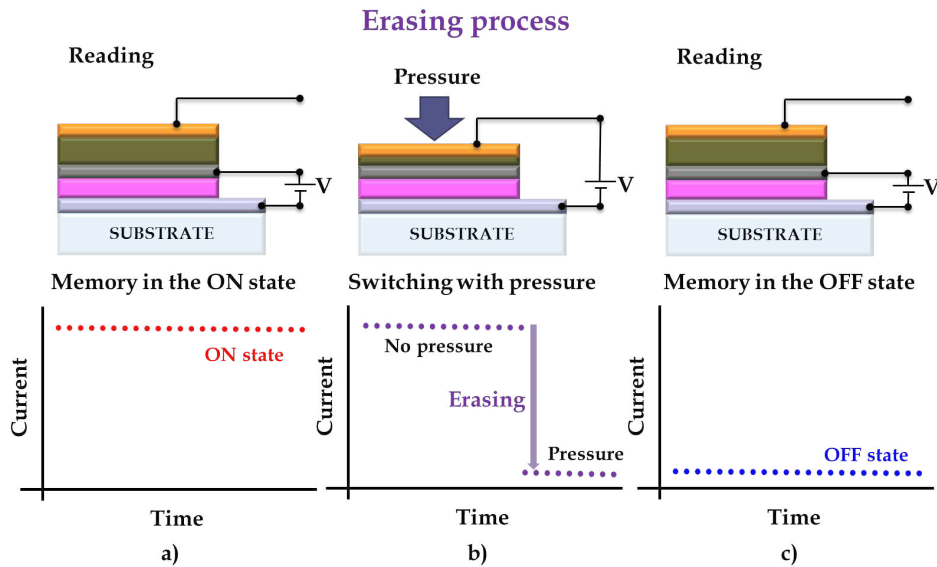 Erasing process
Reading
V
SUBSTRATE
Memory in the ON state
Current
ON state
Time
a)
Pressure
V
SUBSTRATE
Switching with pressure
Current
No pressure
Erasing
Pressure
Time
b)
Reading
V
SUBSTRATE
Memory in the OFF state
Current
OFF state
Time
c)